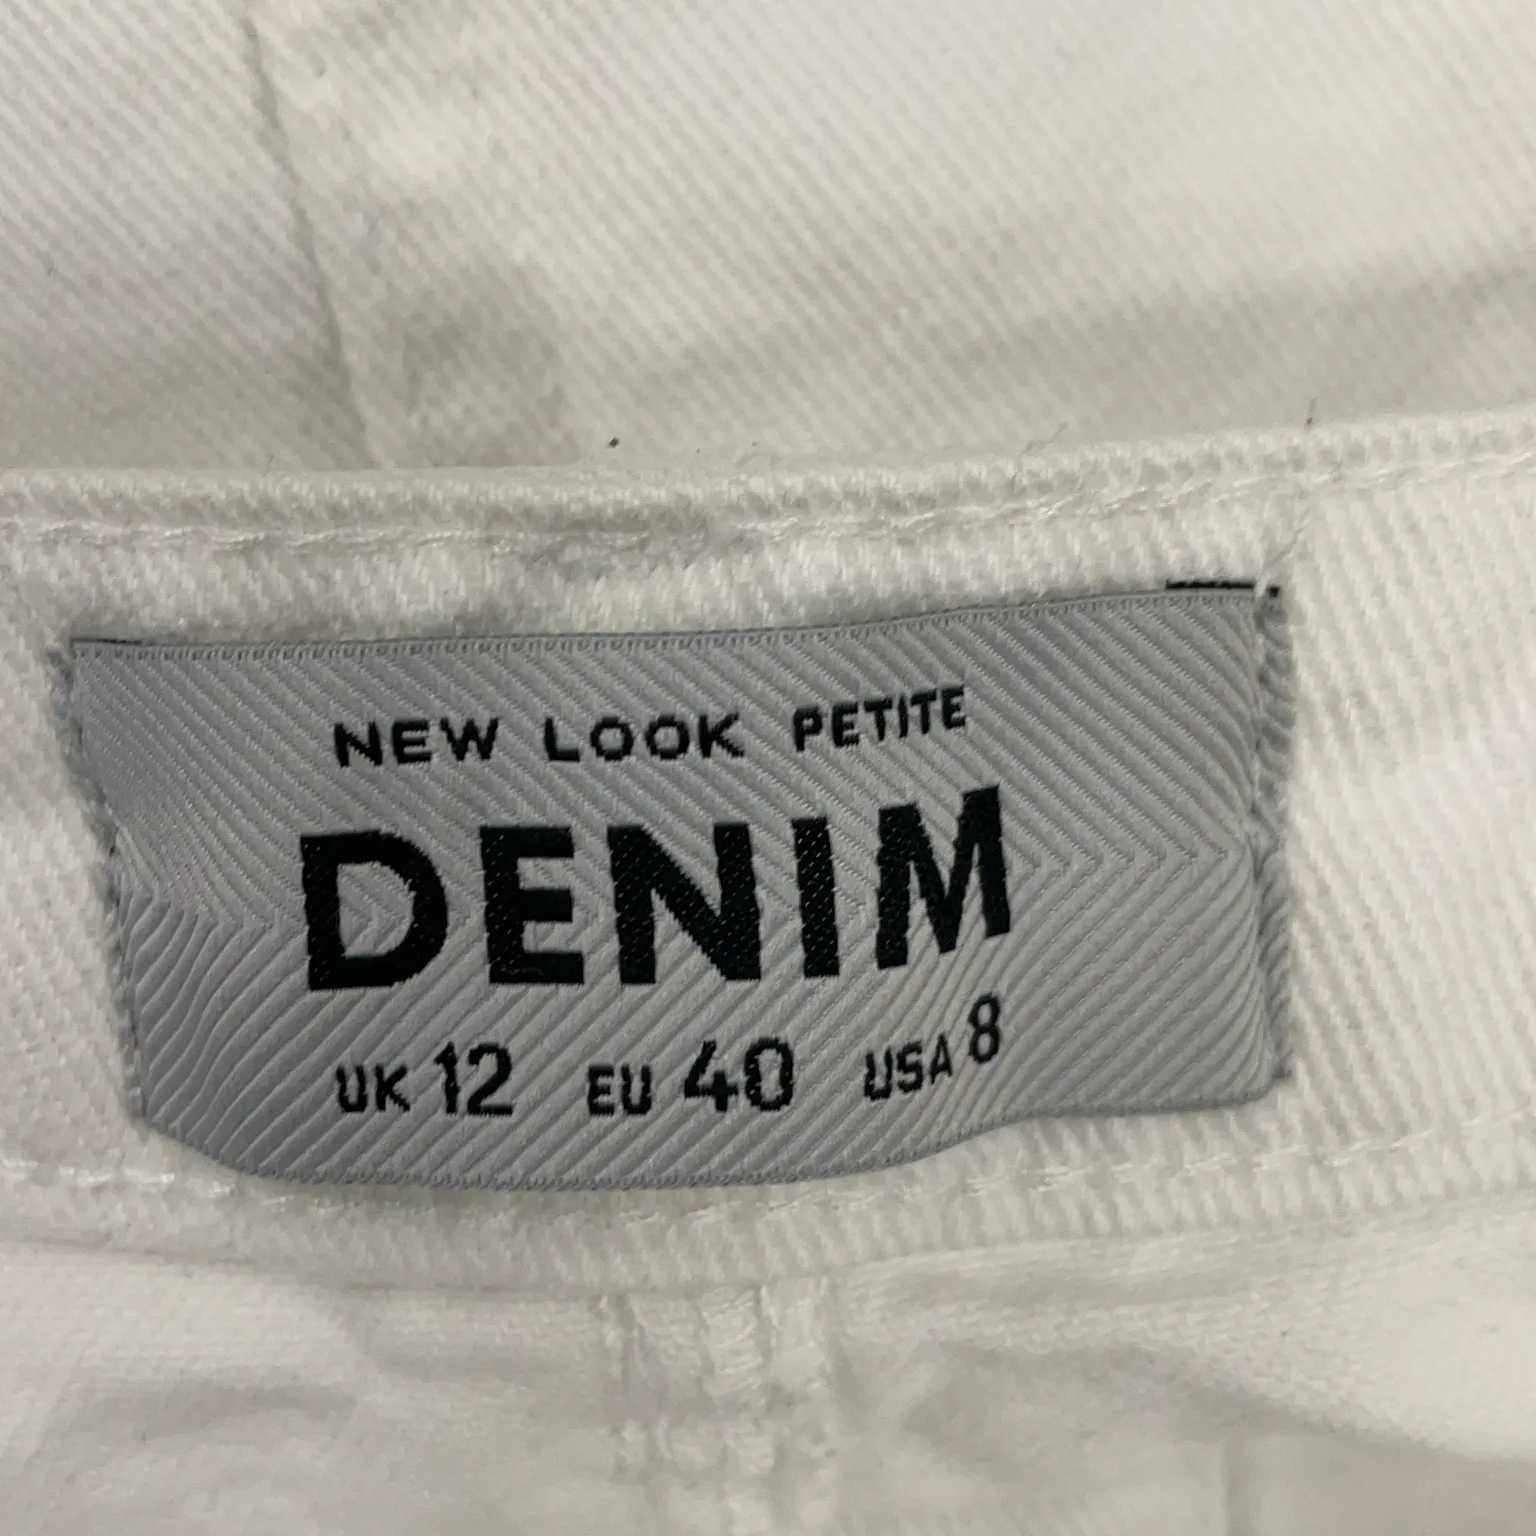 NEW LOOK PETITE
DENIM
UK 12 EU 40 USA 8